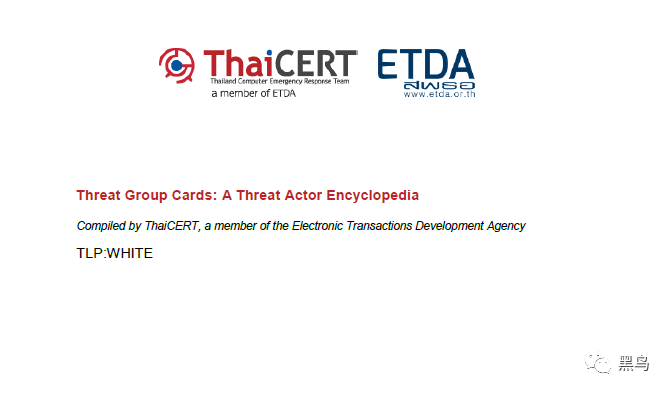 ThaiCERT
Thailand Computer Emergency Response Team
a member of ETDA
ETDA
สพธอ
www.etda.or.th
Threat Group Cards: A Threat Actor Encyclopedia
Compiled by ThaiCERT, a member of the Electronic Transactions Development Agency
TLP:WHITE
黑鸟